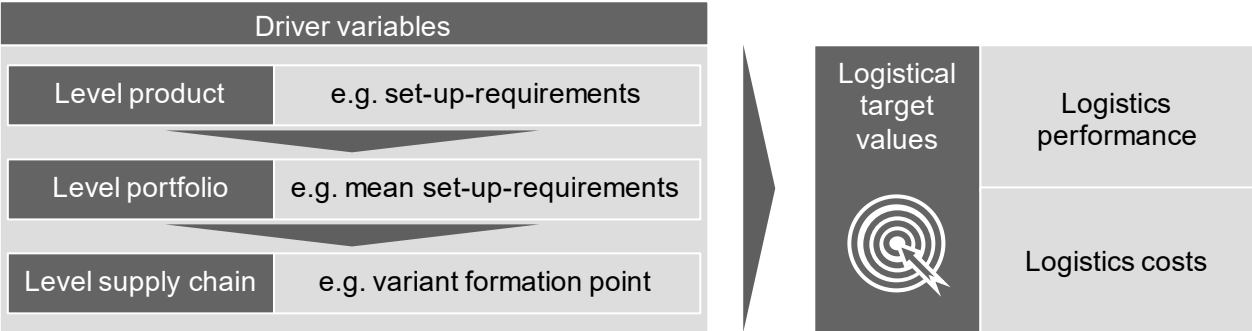 Driver variables
Level product
e.g. set-up-requirements
Level portfolio
e.g. mean set-up-requirements
Level supply chain
e.g. variant formation point
Logistical
target
values
Logistics
performance
Logistics costs